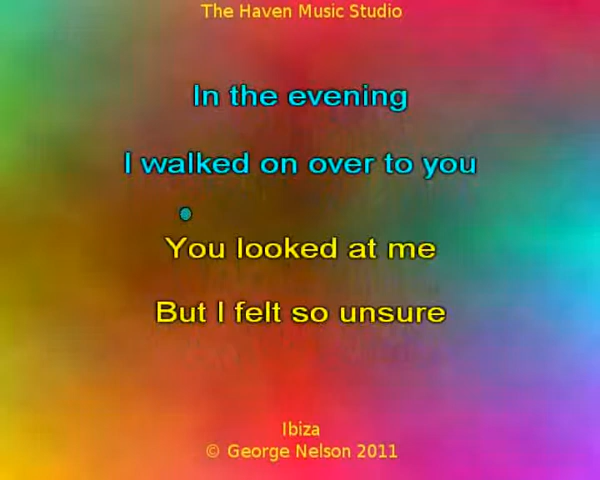 The Haven Music Studio
In the evening
I walked on over to you
You looked at me
But I felt so unsure
Ibiza
© George Nelson 2011